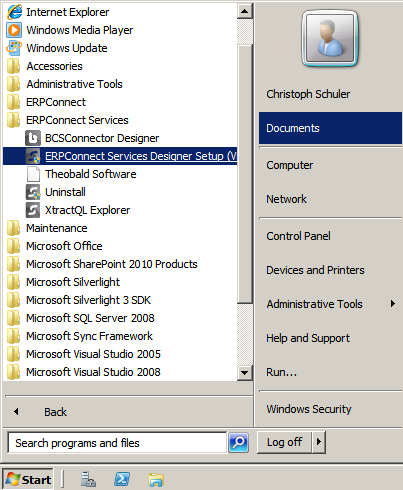 Internet Explorer
Windows Media Player
Windows Update
Accessories
Administrative Tools
ERPConnect
ERPConnect Services
BCSConnector Designer
ERPConnect Services Designer Setup (V
Theobald Software
Uninstall
XtractQL Explorer
Maintenance
Microsoft Office
Microsoft SharePoint 2010 Products
Microsoft Silverlight
Microsoft Silverlight 3 SDK
Microsoft SQL Server 2008
Microsoft Sync Framework
Microsoft Visual Studio 2005
Microsoft Visual Studio 2008
Back
Search programs and files
Christoph Schuler
Documents
Computer
Network
Control Panel
Devices and Printers
Administrative Tools
Help and Support
Run...
Windows Security
Log off
Start